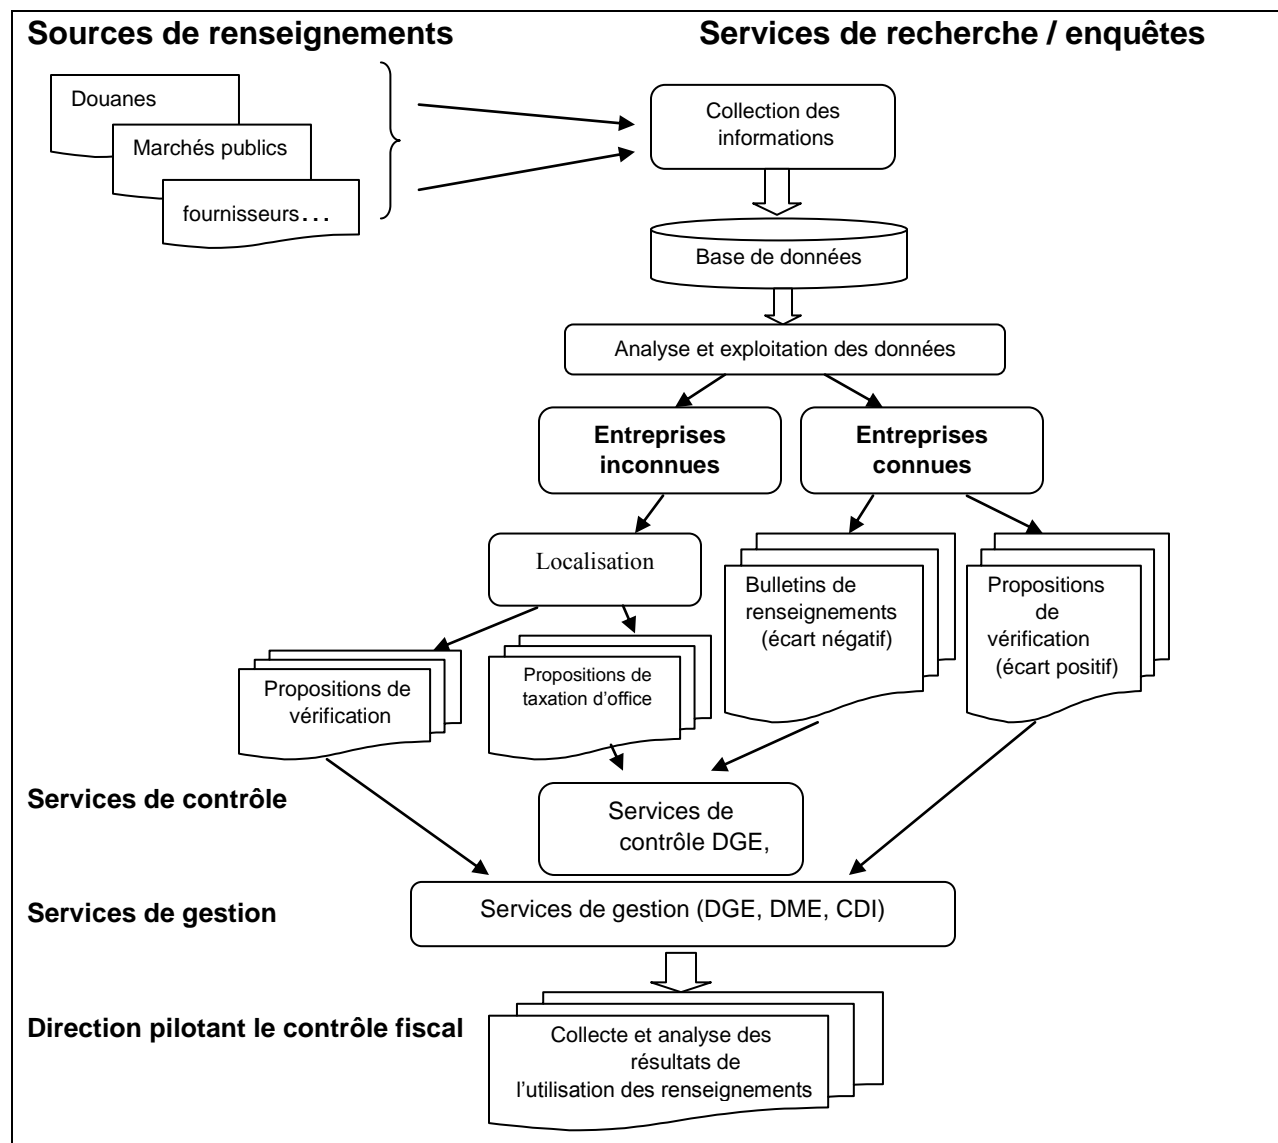 Sources de renseignements
Services de recherche / enquêtes
Douanes
Marchés publics
fournisseurs…
Collection des
informations
Base de données
Analyse et exploitation des données
Entreprises
inconnues
Entreprises
connues
Localisation
Bulletins de
renseignements
(écart négatif)
Propositions
de
vérification
(écart positif)
Propositions de
vérification
Propositions de
taxation d’office
Services de contrôle
Services de
contrôle DGE,
Services de gestion
Services de gestion (DGE, DME, CDI)
Direction pilotant le contrôle fiscal
Collecte et analyse des
résultats de
l’utilisation des renseignements